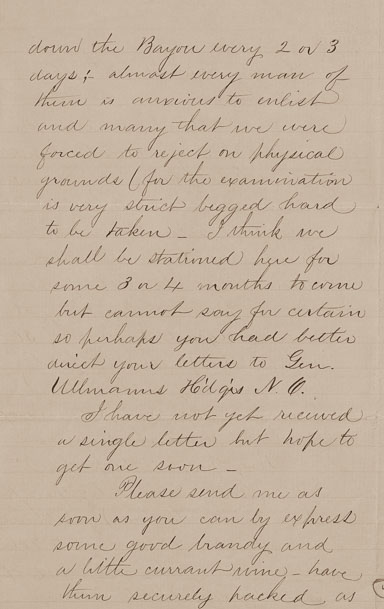 down the Bayou every 2 or 3
days; - almost every man of
them is anxious to enlist
and many that we were
forced to reject on physical
grounds (for the examination
is very strict begged hard
to be taken - I think we
shall be stationed here for
some 3 or 4 months to come
but cannot say for certain
so perhaps you had better
direct your letters to Gen.
Ullmanns Hdqrs N. O.
I have not yet received
a single letter but hope to
get one soon -
Please send me as
soon as you can by express
some good brandy and
a little currant wine - have
them securely packed as